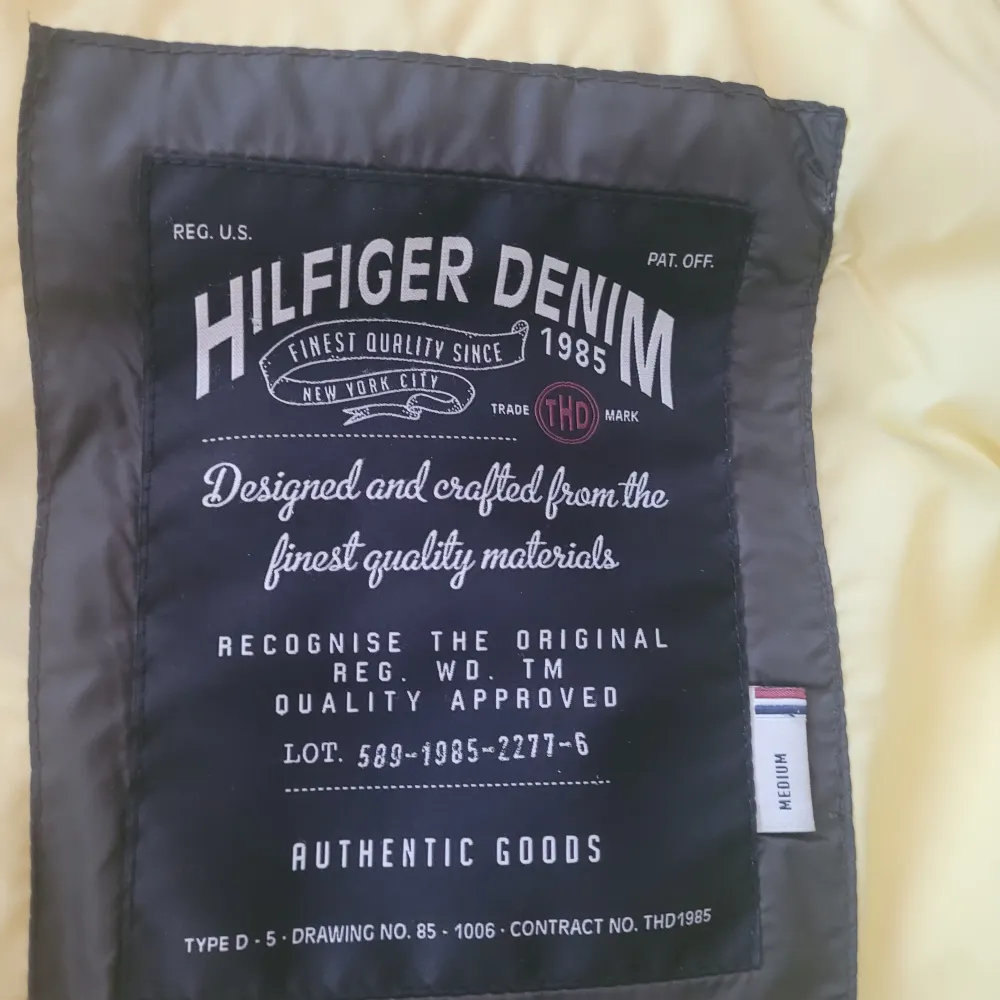 REG. U.S.
PAT. OFF.
HILFIGER DENIM
FINEST QUALITY SINCE
1985
NEW YORK CITY
TRADE THD MARK
Designed and crafted from the
finest quality materials
RECOGNISE THE ORIGINAL
REG. WD. TM
QUALITY APPROVED
LOT. 589-1985-2277-6
MEDIUM
AUTHENTIC GOODS
TYPE D - 5 · DRAWING NO. 85 - 1006 · CONTRACT NO. THD1985